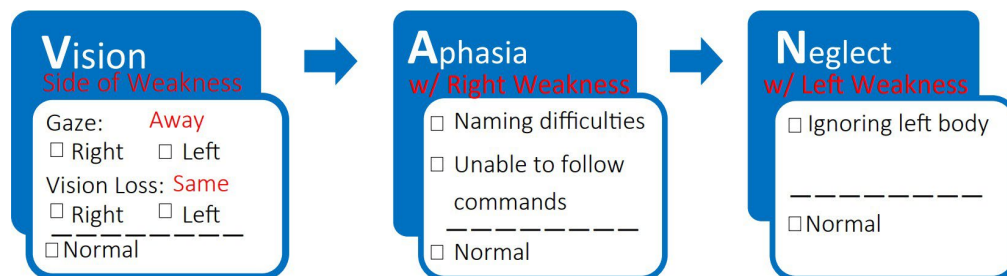 Vision
Side of Weakness
Gaze: Away
□ Right □ Left
Vision Loss: Same
□ Right □ Left
_ _ _ _ _ _ _ _ _
□ Normal
Aphasia
w/ Right Weakness
□ Naming difficulties
□ Unable to follow
commands
_ _ _ _ _ _ _ _ _
□ Normal
Neglect
w/ Left Weakness
□ Ignoring left body
_ _ _ _ _ _ _ _ _
□ Normal